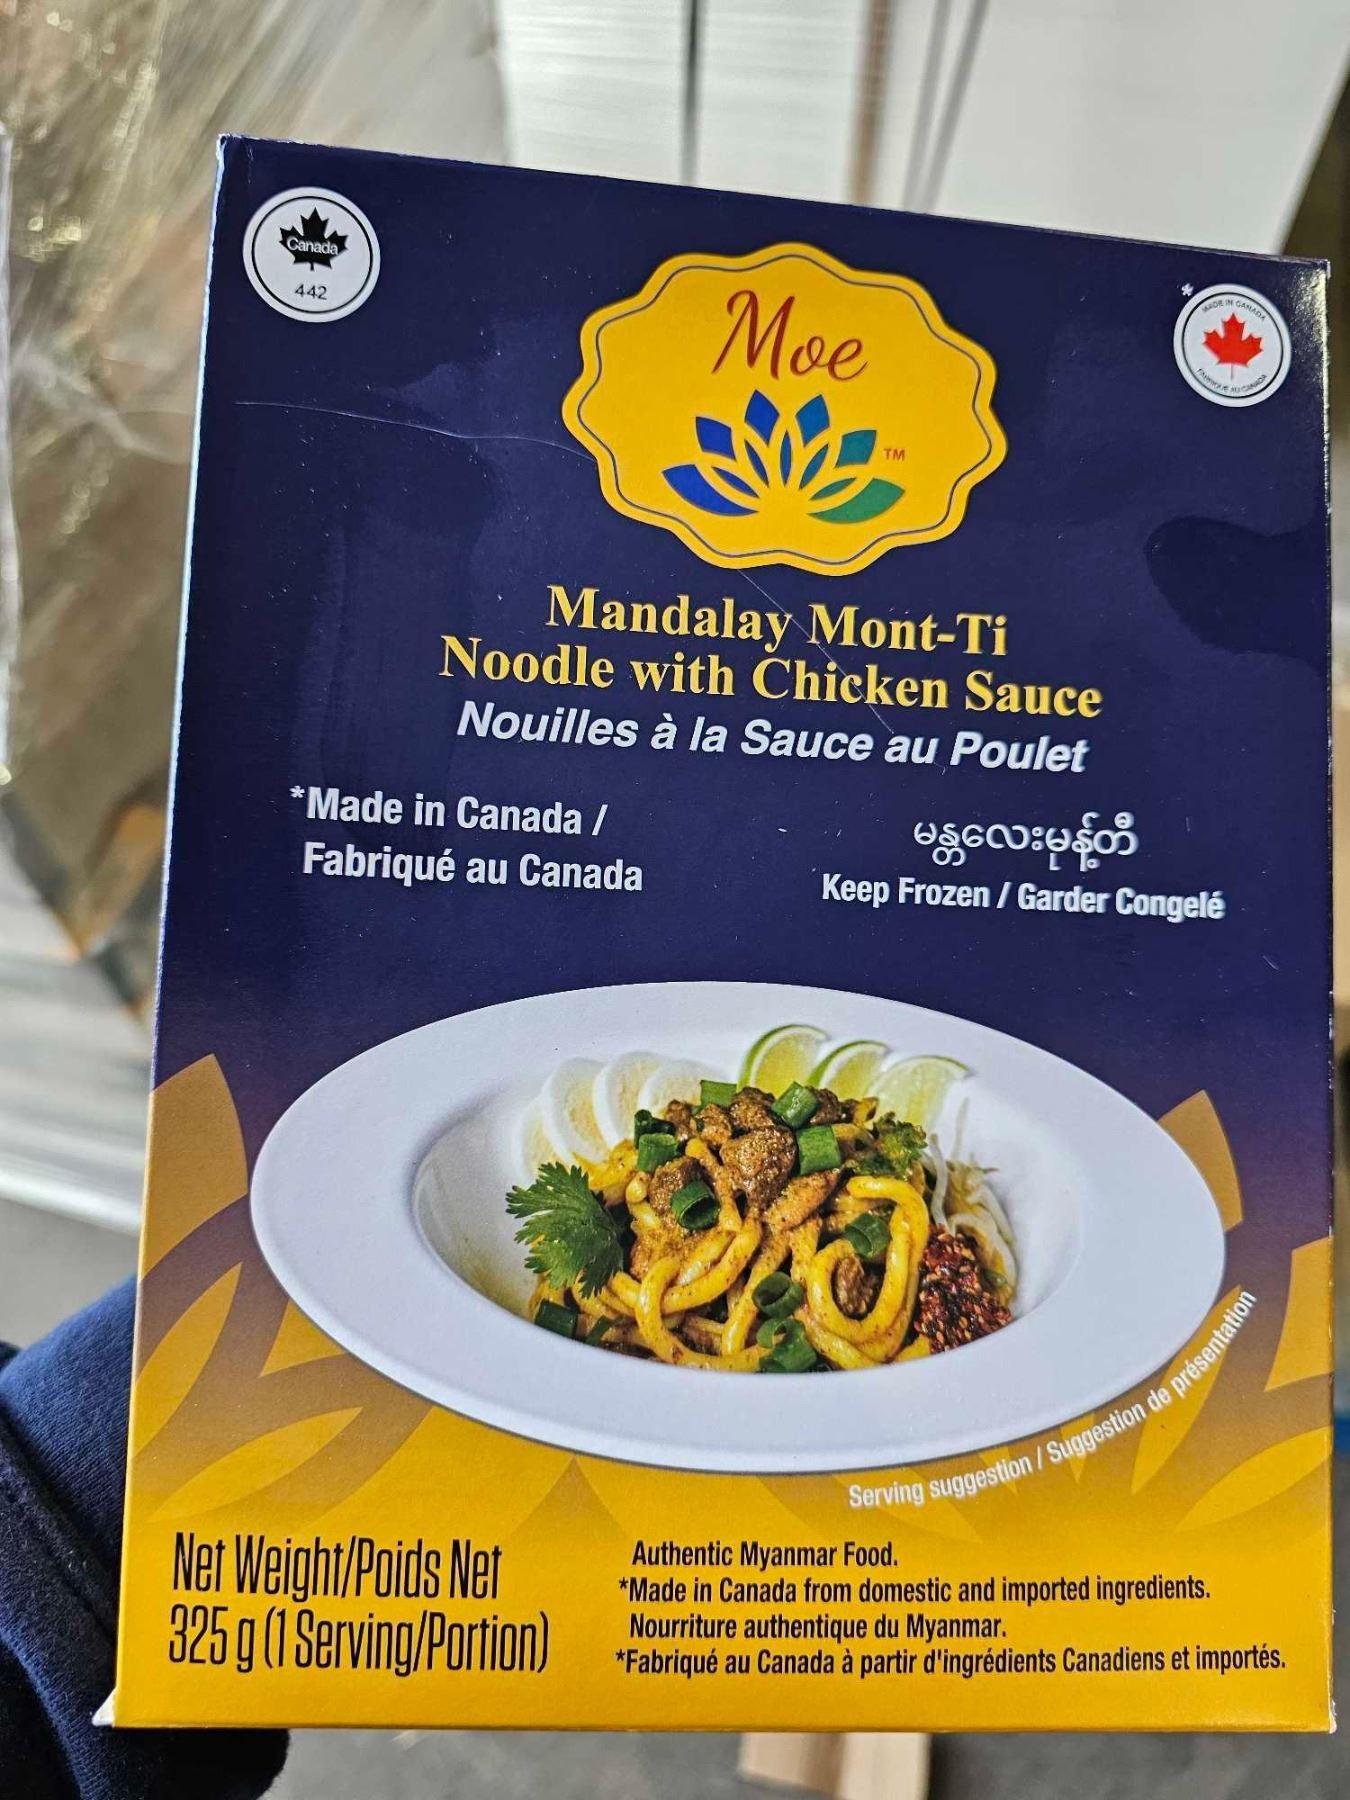 Canada
442
Moe
TM
*
MADE IN CANADA
FABRIQUÉ AU CANADA
Mandalay Mont-Ti
Noodle with Chicken Sauce
Nouilles à la Sauce au Poulet
*Made in Canada /
Fabriqué au Canada
မန္တလေးမုန့်တီ
Keep Frozen / Garder Congelé
Serving suggestion / Suggestion de présentation
Net Weight/Poids Net
325 g (1 Serving/Portion)
Authentic Myanmar Food.
*Made in Canada from domestic and imported ingredients.
Nourriture authentique du Myanmar.
*Fabriqué au Canada à partir d'ingrédients Canadiens et importés.